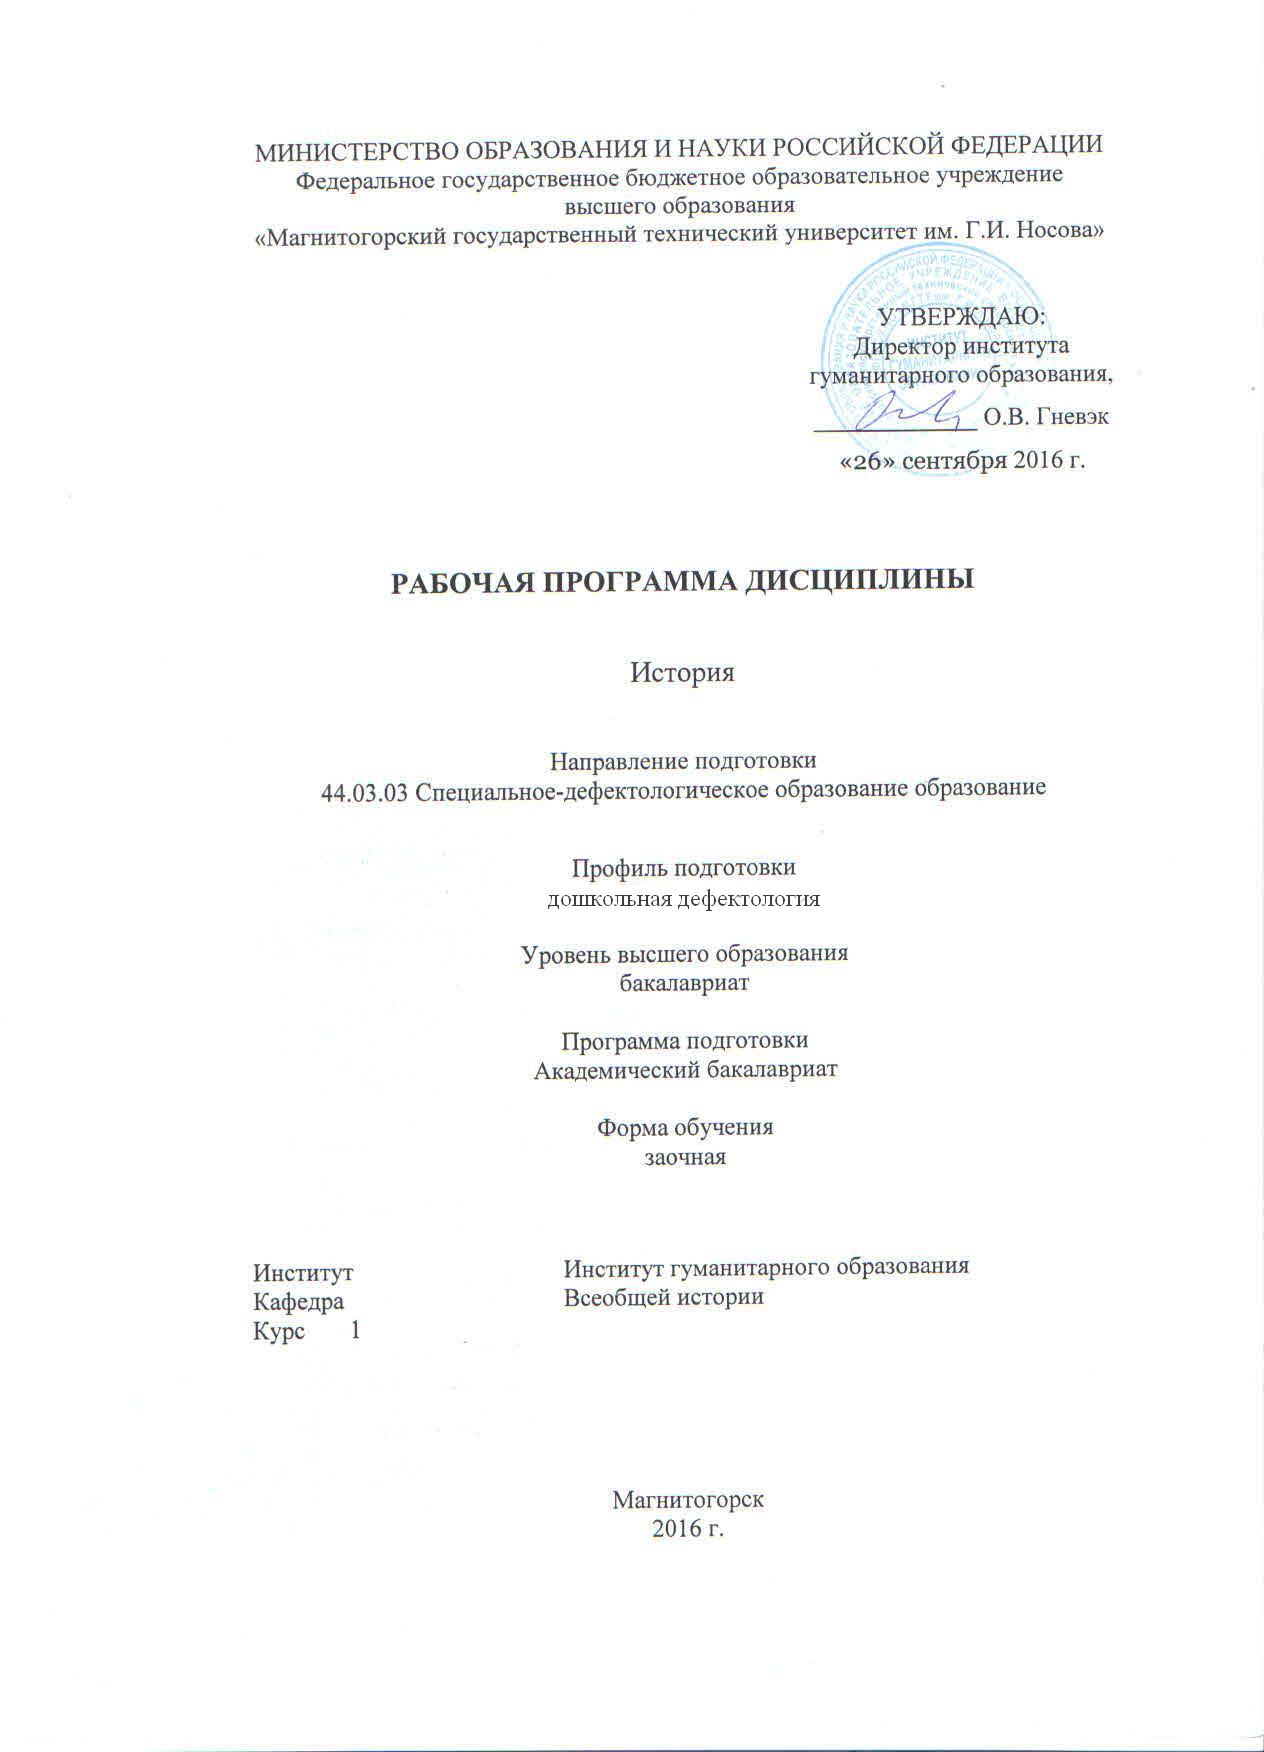 МИНИСТЕРСТВО ОБРАЗОВАНИЯ И НАУКИ РОССИЙСКОЙ ФЕДЕРАЦИИ
Федеральное государственное бюджетное образовательное учреждение
высшего образования
«Магнитогорский государственный технический университет им. Г.И. Носова»
УТВЕРЖДАЮ:
Директор института
гуманитарного образования,
О.В. Гневэк
«26» сентября 2016 г.
РАБОЧАЯ ПРОГРАММА ДИСЦИПЛИНЫ
История
Направление подготовки
44.03.03 Специальное-дефектологическое образование образование
Профиль подготовки
дошкольная дефектология
Уровень высшего образования
бакалавриат
Программа подготовки
Академический бакалавриат
Форма обучения
заочная
Институт Институт гуманитарного образования
Кафедра Всеобщей истории
Курс 1
Магнитогорск
2016 г.